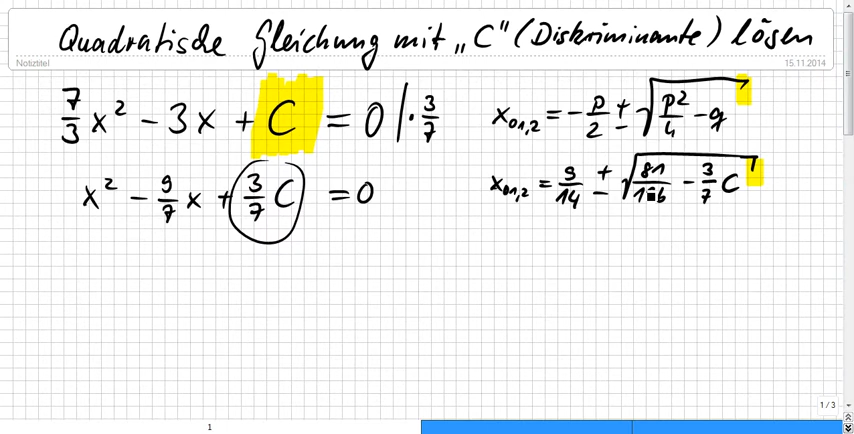 Quadratische Gleichung mit "C" (Diskriminante) lösen
Notiztitel 15.11.2014
7/3 x² - 3x + C = 0 | · 3/7
x₀₁,₂ = - p/2 ± √(p²/4 - q)
x² - 9/7 x + 3/7 C = 0
x₀₁,₂ = 9/14 ± √(81/196 - 3/7 C)
1 / 3
1